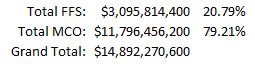 Total FFS: $3,095,814,400 20.79%
Total MCO: $11,796,456,200 79.21%
Grand Total: $14,892,270,600